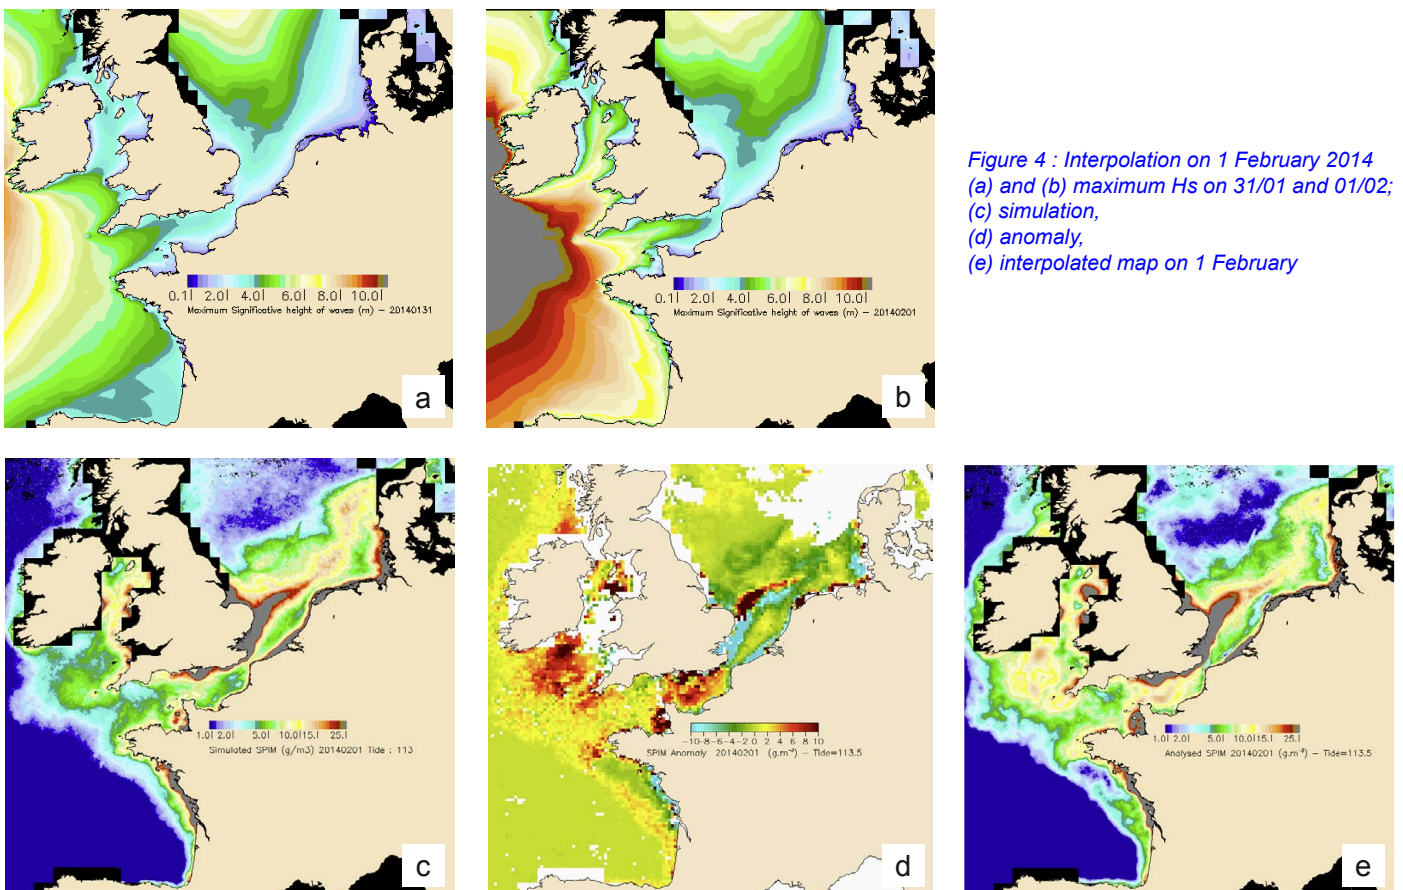 0.1| 2.0| 4.0| 6.0| 8.0| 10.0|
Maximum Significative height of waves (m) – 20140131
a
0.1| 2.0| 4.0| 6.0| 8.0| 10.0|
Maximum Significative height of waves (m) – 20140201
b
Figure 4 : Interpolation on 1 February 2014
(a) and (b) maximum Hs on 31/01 and 01/02;
(c) simulation,
(d) anomaly,
(e) interpolated map on 1 February
1.0| 2.0| 5.0| 10.0|15.| 25.|
Simulated SPIM (g/m3) 20140201 Tide : 113
c
−10−8−6−4−2 0 2 4 6 8 10
SPIM Anomaly 20140201 (g.m⁻³) – Tide=113.5
d
1.0| 2.0| 5.0| 10.0|15.| 25.|
Analysed SPIM 20140201 (g.m⁻³) – Tide=113.5
e